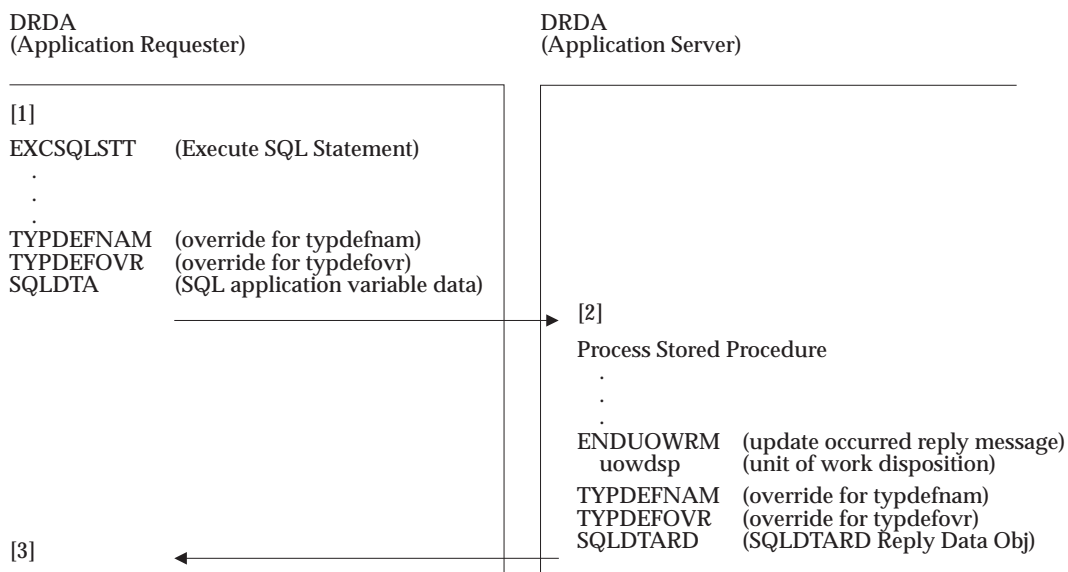 DRDA
(Application Requester)
DRDA
(Application Server)
[1]
EXCSQLSTT (Execute SQL Statement)
.
.
.
TYPDEFNAM (override for typdefnam)
TYPDEFOVR (override for typdefovr)
SQLDTA (SQL application variable data)
[2]
Process Stored Procedure
.
.
.
ENDUOWRM (update occurred reply message)
uowdsp (unit of work disposition)
TYPDEFNAM (override for typdefnam)
TYPDEFOVR (override for typdefovr)
SQLDTARD (SQLDTARD Reply Data Obj)
[3]